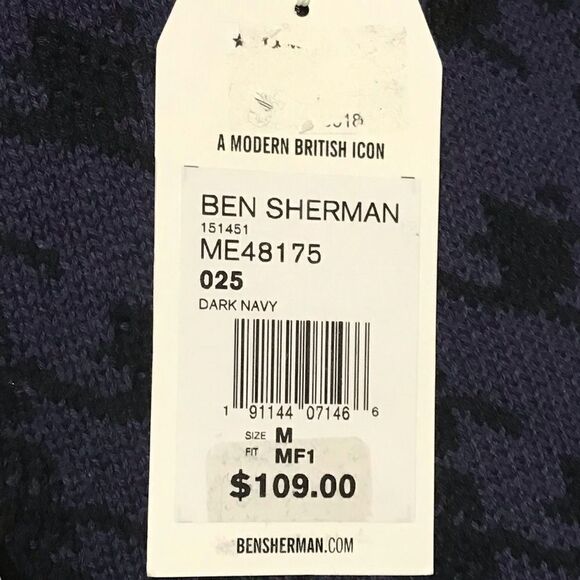 A MODERN BRITISH ICON
BEN SHERMAN
151451
ME48175
025
DARK NAVY
1 91144 07146 6
SIZE M
FIT MF1
$109.00
BENSHERMAN.COM